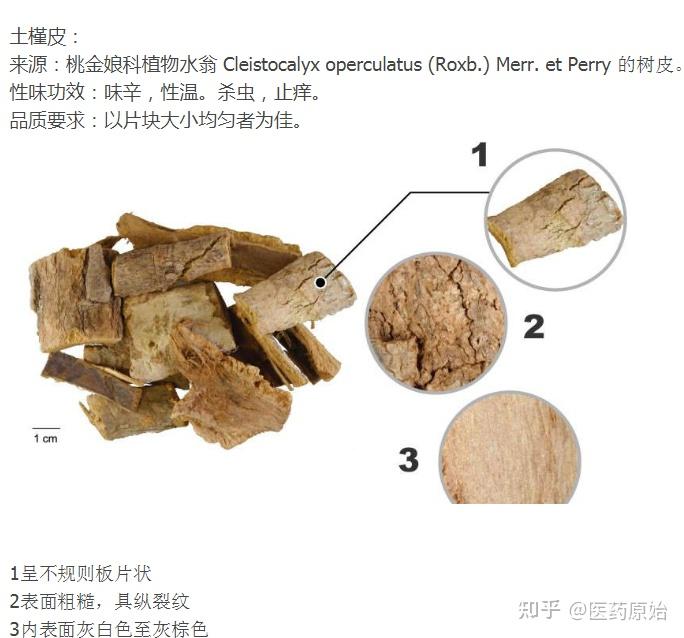 土槿皮：
来源：桃金娘科植物水翁 Cleistocalyx operculatus (Roxb.) Merr. et Perry 的树皮。
性味功效：味辛，性温。杀虫，止痒。
品质要求：以片块大小均匀者为佳。
1
2
3
1 cm
1呈不规则板片状
2表面粗糙，具纵裂纹
3内表面灰白色至灰棕色
知乎 @医药原始